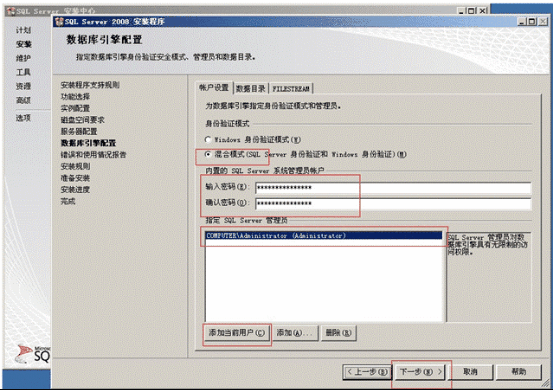 SQL Server 安装中心
计划
安装
维护
工具
资源
高级
选项
SQL Server 2008 安装程序
数据库引擎配置
指定数据库引擎身份验证安全模式、管理员和数据目录。
安装程序支持规则
功能选择
实例配置
磁盘空间要求
服务器配置
数据库引擎配置
错误和使用情况报告
安装规则
准备安装
安装进度
完成
帐户设置 数据目录 FILESTREAM
为数据库引擎指定身份验证模式和管理员。
身份验证模式
Windows 身份验证模式(W)
混合模式(SQL Server 身份验证和 Windows 身份验证)(M)
内置的 SQL Server 系统管理员帐户
输入密码(E): ***************
确认密码(O): ***************
指定 SQL Server 管理员
COMPUTER\Administrator (Administrator)
SQL Server 管理员对数
据库引擎具有无限制的访
问权限。
添加当前用户(C) 添加(A)... 删除(R)
< 上一步(B) 下一步(N) > 取消 帮助
SQ